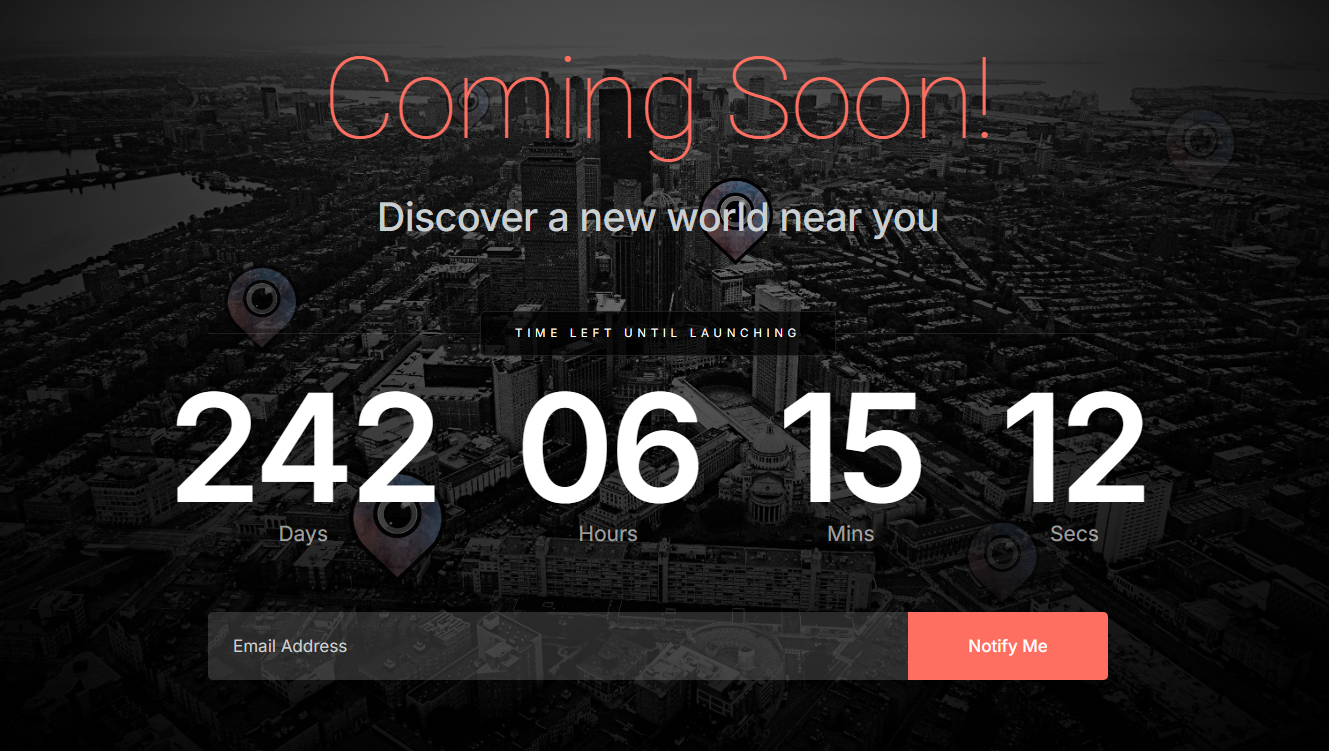 Coming Soon!
Discover a new world near you
TIME LEFT UNTIL LAUNCHING
242 06 15 12
Days Hours Mins Secs
Email Address Notify Me